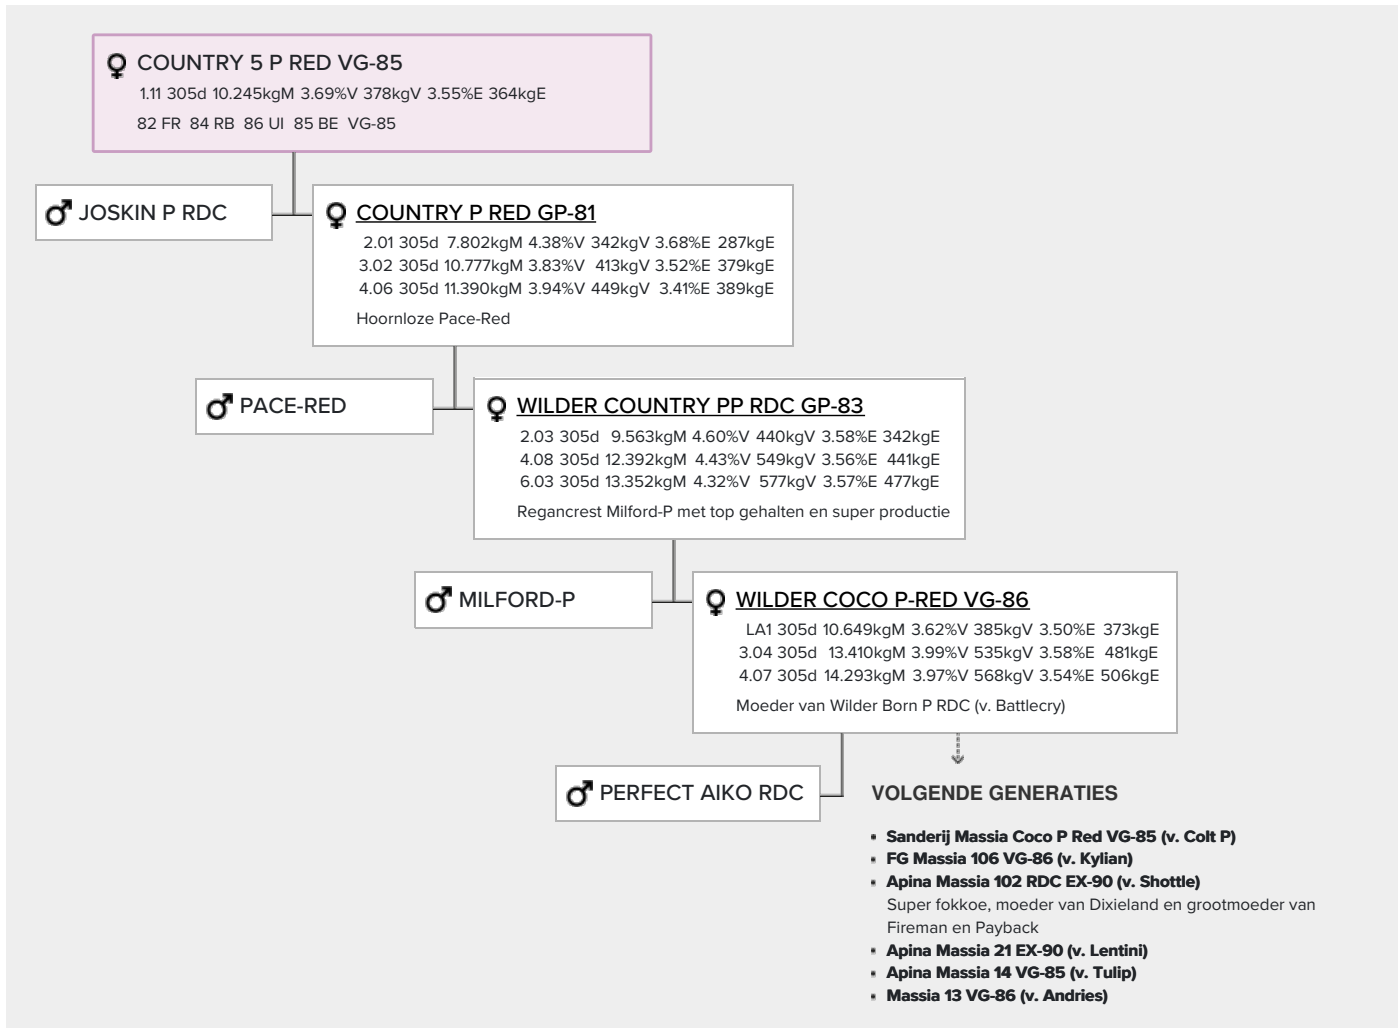 COUNTRY 5 P RED VG-85
1.11 305d 10.245kgM 3.69%V 378kgV 3.55%E 364kgE
82 FR 84 RB 86 UI 85 BE VG-85
JOSKIN P RDC
COUNTRY P RED GP-81
2.01 305d 7.802kgM 4.38%V 342kgV 3.68%E 287kgE
3.02 305d 10.777kgM 3.83%V 413kgV 3.52%E 379kgE
4.06 305d 11.390kgM 3.94%V 449kgV 3.41%E 389kgE
Hoornloze Pace-Red
PACE-RED
WILDER COUNTRY PP RDC GP-83
2.03 305d 9.563kgM 4.60%V 440kgV 3.58%E 342kgE
4.08 305d 12.392kgM 4.43%V 549kgV 3.56%E 441kgE
6.03 305d 13.352kgM 4.32%V 577kgV 3.57%E 477kgE
Regancrest Milford-P met top gehalten en super productie
MILFORD-P
WILDER COCO P-RED VG-86
LA1 305d 10.649kgM 3.62%V 385kgV 3.50%E 373kgE
3.04 305d 13.410kgM 3.99%V 535kgV 3.58%E 481kgE
4.07 305d 14.293kgM 3.97%V 568kgV 3.54%E 506kgE
Moeder van Wilder Born P RDC (v. Battlecry)
PERFECT AIKO RDC
VOLGENDE GENERATIES
▪ Sanderij Massia Coco P Red VG-85 (v. Colt P)
▪ FG Massia 106 VG-86 (v. Kylian)
▪ Apina Massia 102 RDC EX-90 (v. Shottle)
Super fokkoe, moeder van Dixieland en grootmoeder van
Fireman en Payback
▪ Apina Massia 21 EX-90 (v. Lentini)
▪ Apina Massia 14 VG-85 (v. Tulip)
▪ Massia 13 VG-86 (v. Andries)